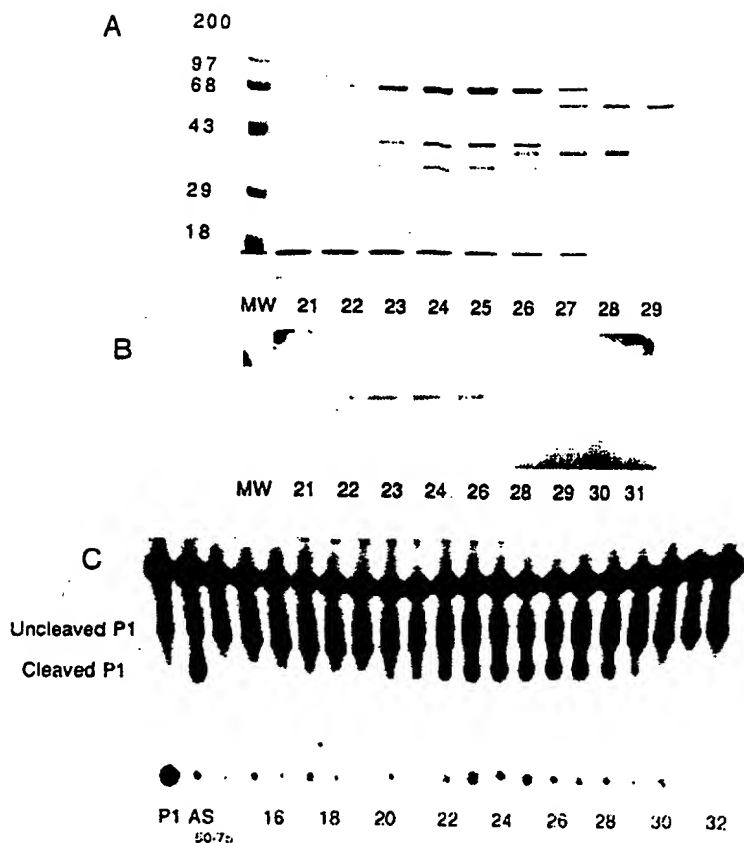 A
200
97
68
43
29
18
MW 21 22 23 24 25 26 27 28 29
B
MW 21 22 23 24 26 28 29 30 31
C
Uncleaved P1
Cleaved P1
P1 AS 16 18 20 22 24 26 28 30 32
50-75